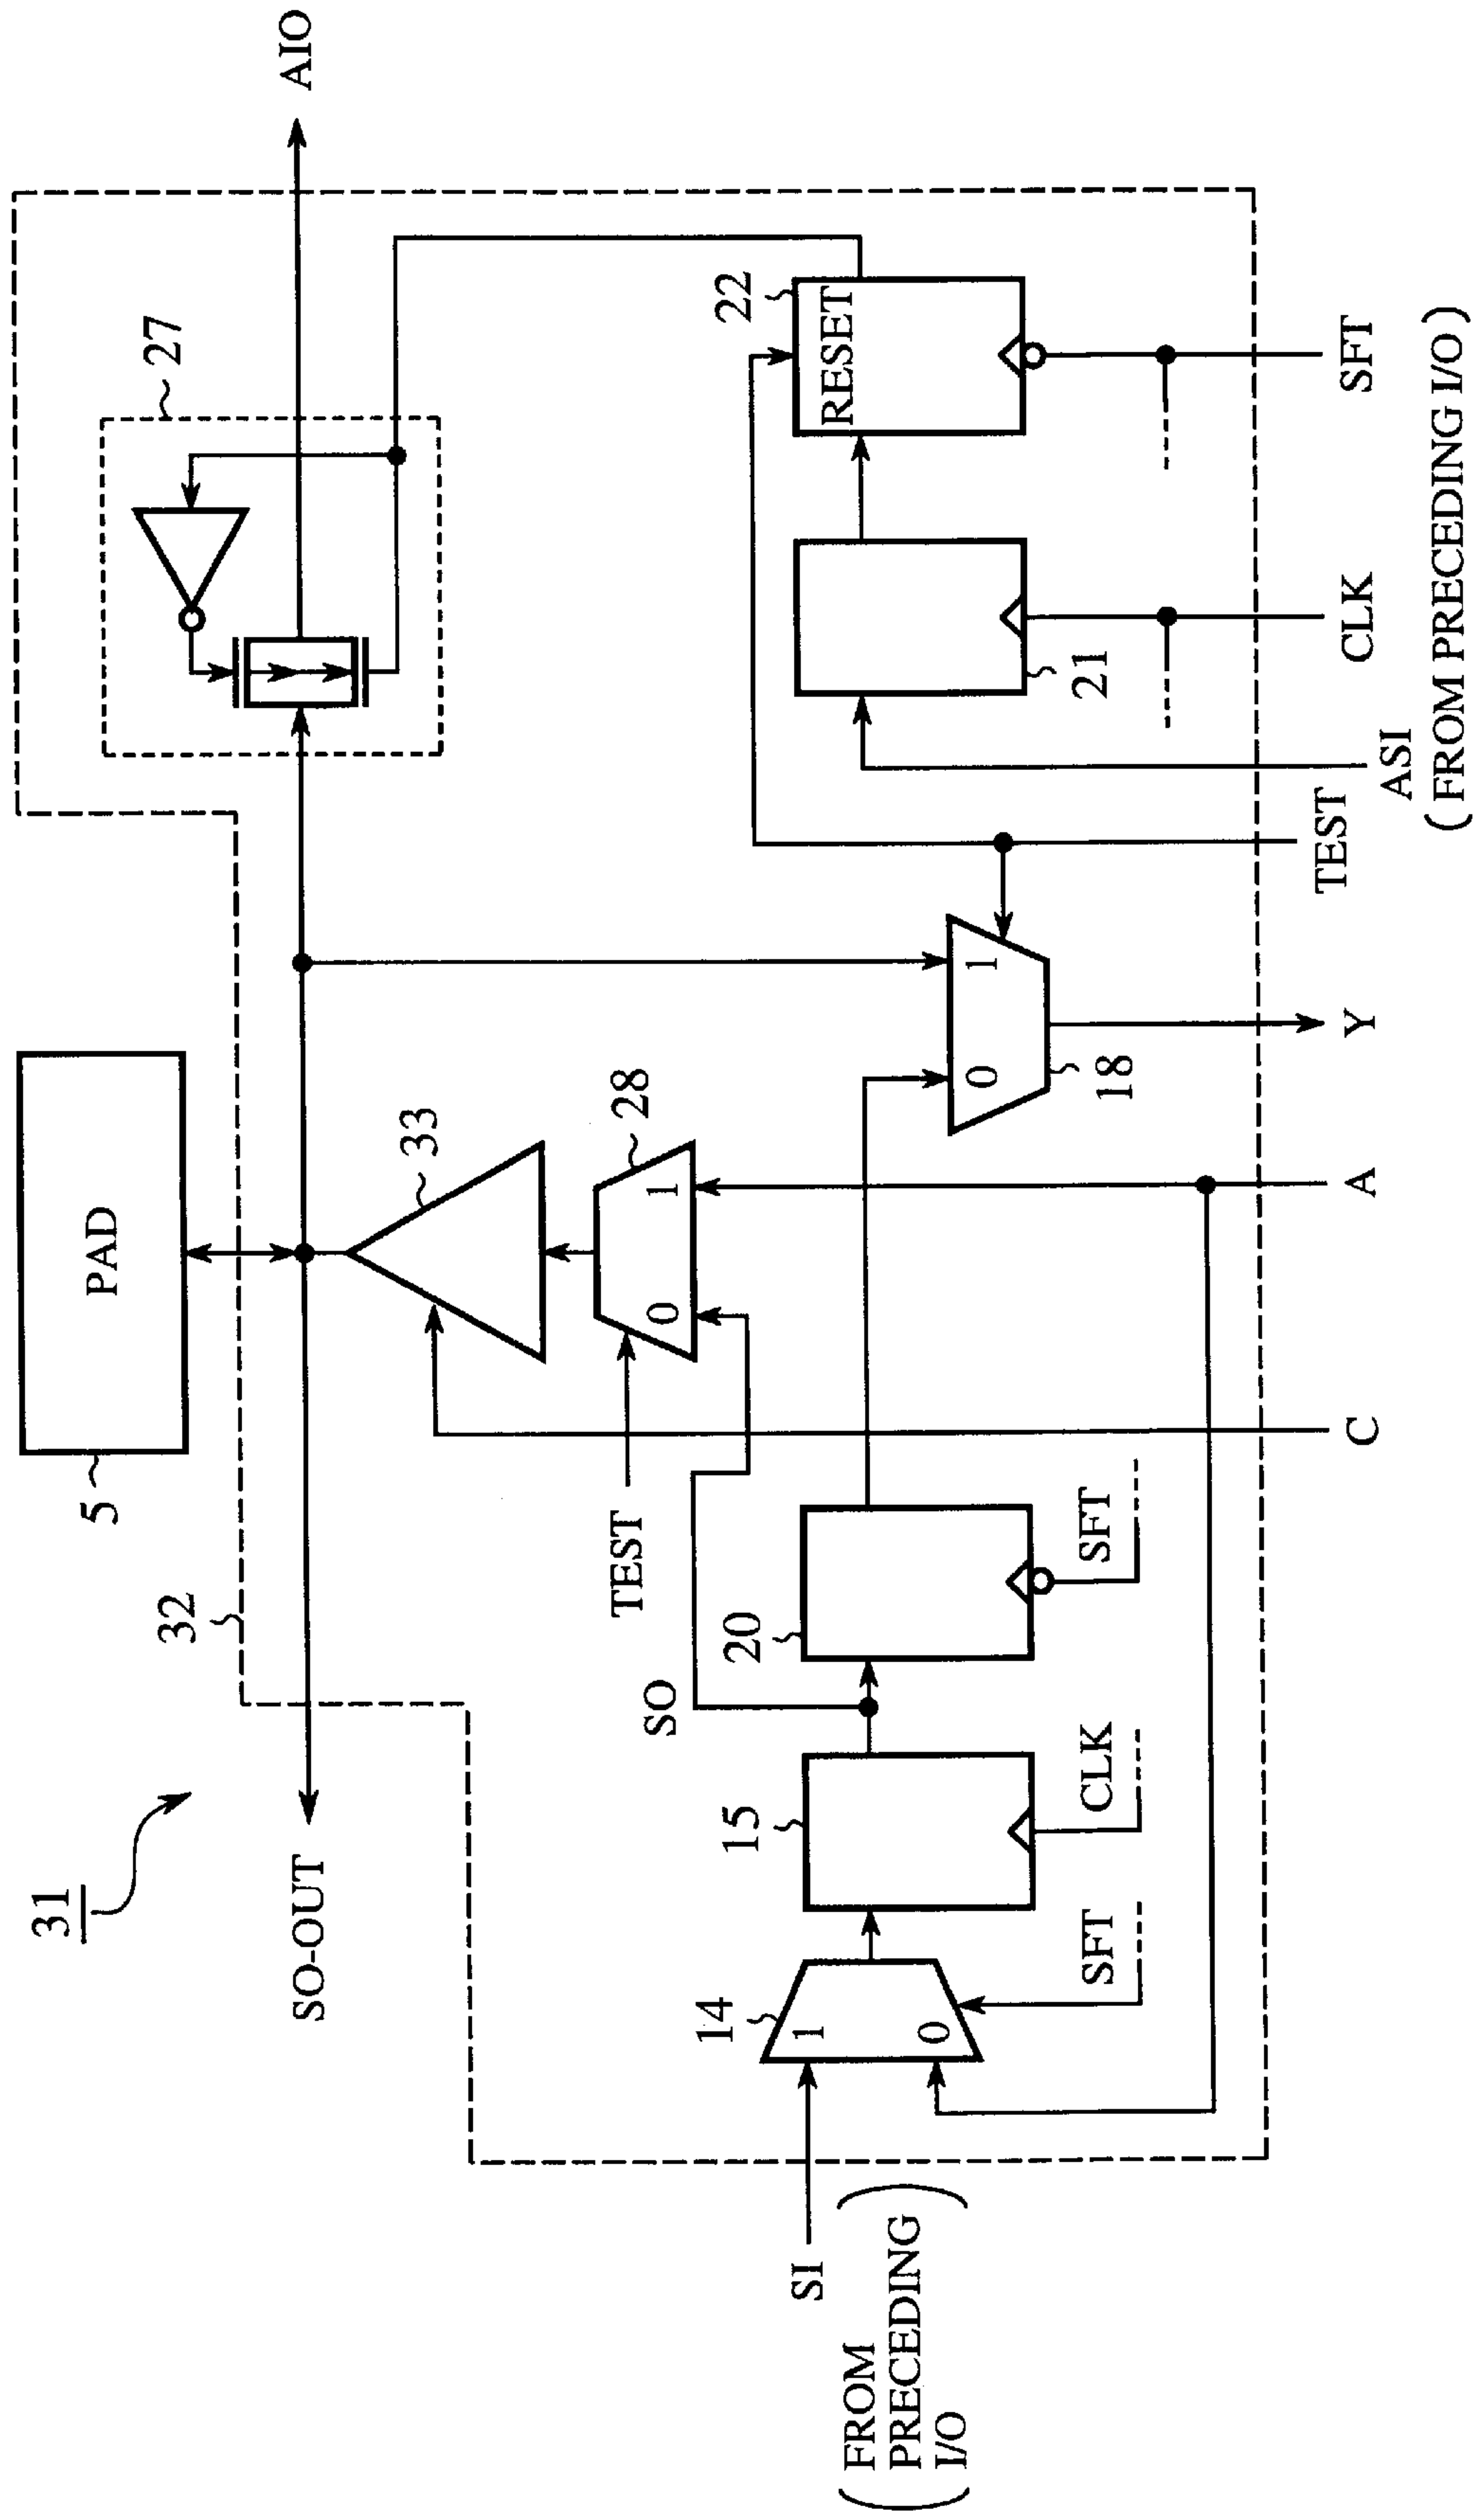 31
SO-OUT
32
5
PAD
27
AIO
33
28
TEST
0
1
SO
22
RESET
14
1
0
SFT
15
CLK
20
SFT
0
1
18
21
SI
(FROM
PRECEDING
I/O)
C
A
Y
TEST
ASI
(FROM PRECEDING I/O)
CLK
SFT